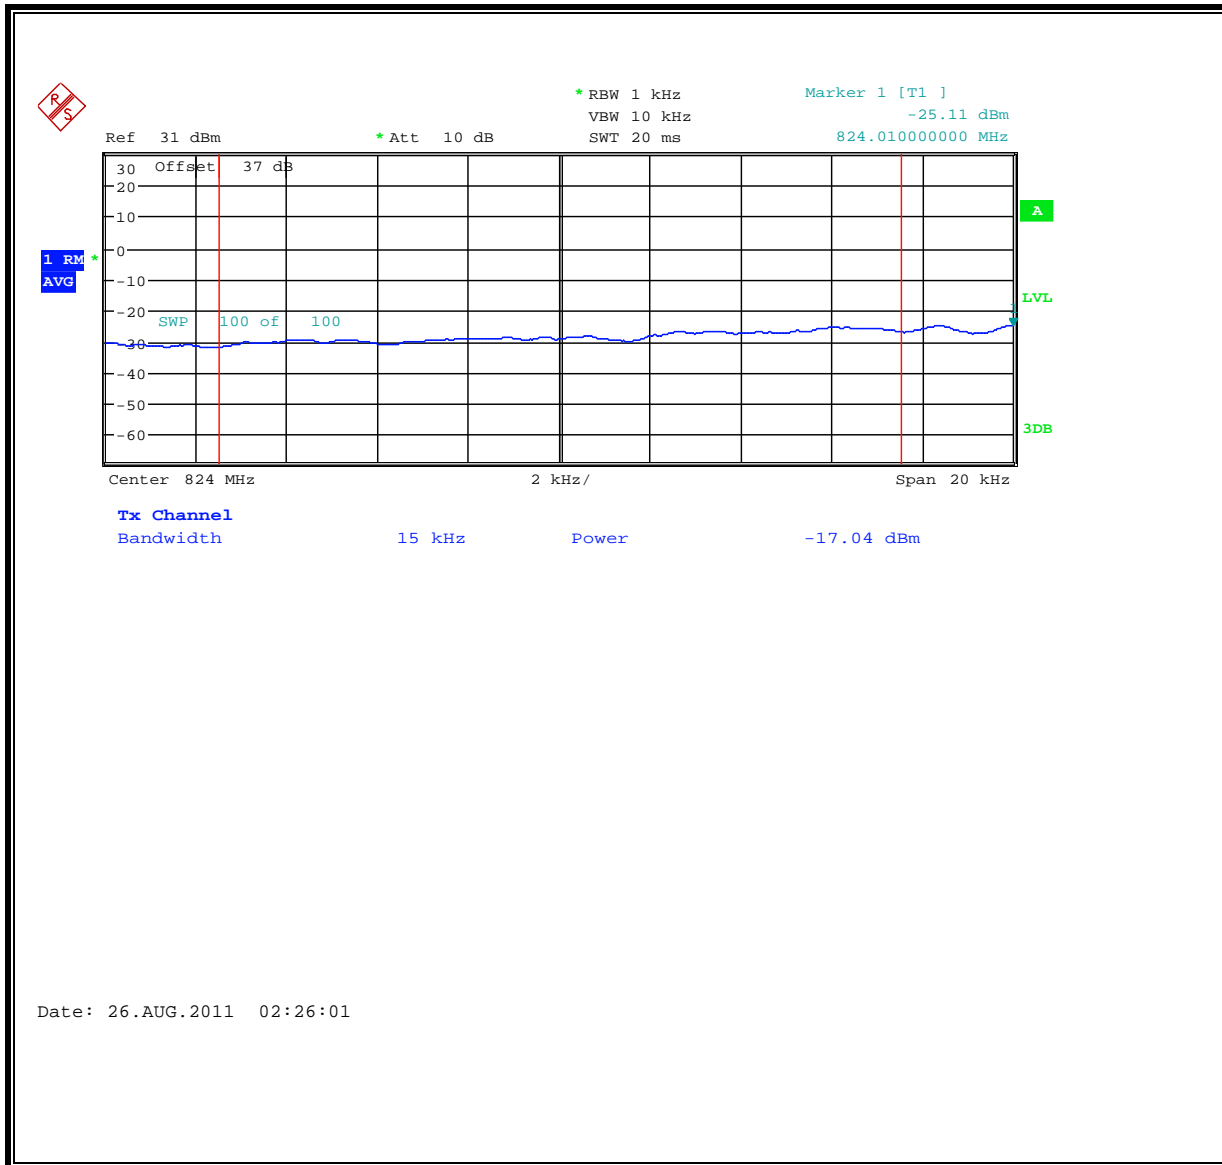 R S
* RBW 1 kHz Marker 1 [T1 ]
VBW 10 kHz -25.11 dBm
Ref 31 dBm * Att 10 dB SWT 20 ms 824.010000000 MHz
30 Offset 37 dB
20
10
A
0
1 RM *
AVG
-10
LVL
-20
1
SWP 100 of 100
-30
-40
-50
3DB
-60
Center 824 MHz 2 kHz/ Span 20 kHz
Tx Channel
Bandwidth 15 kHz Power -17.04 dBm
Date: 26.AUG.2011 02:26:01